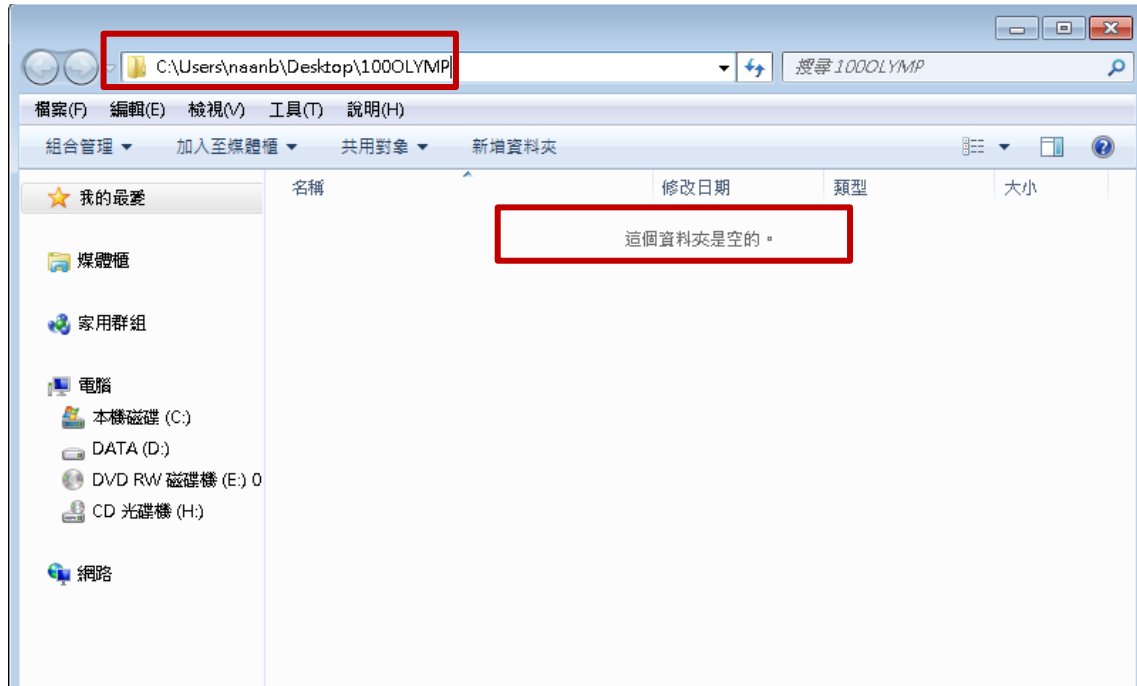 C:\Users\naanb\Desktop\100OLYMP
搜尋 100OLYMP
檔案(F) 編輯(E) 檢視(V) 工具(T) 說明(H)
組合管理 加入至媒體櫃 共用對象 新增資料夾
我的最愛
名稱 修改日期 類型 大小
這個資料夾是空的。
媒體櫃
家用群組
電腦
本機磁碟 (C:)
DATA (D:)
DVD RW 磁碟機 (E:) 0
CD 光碟機 (H:)
網路